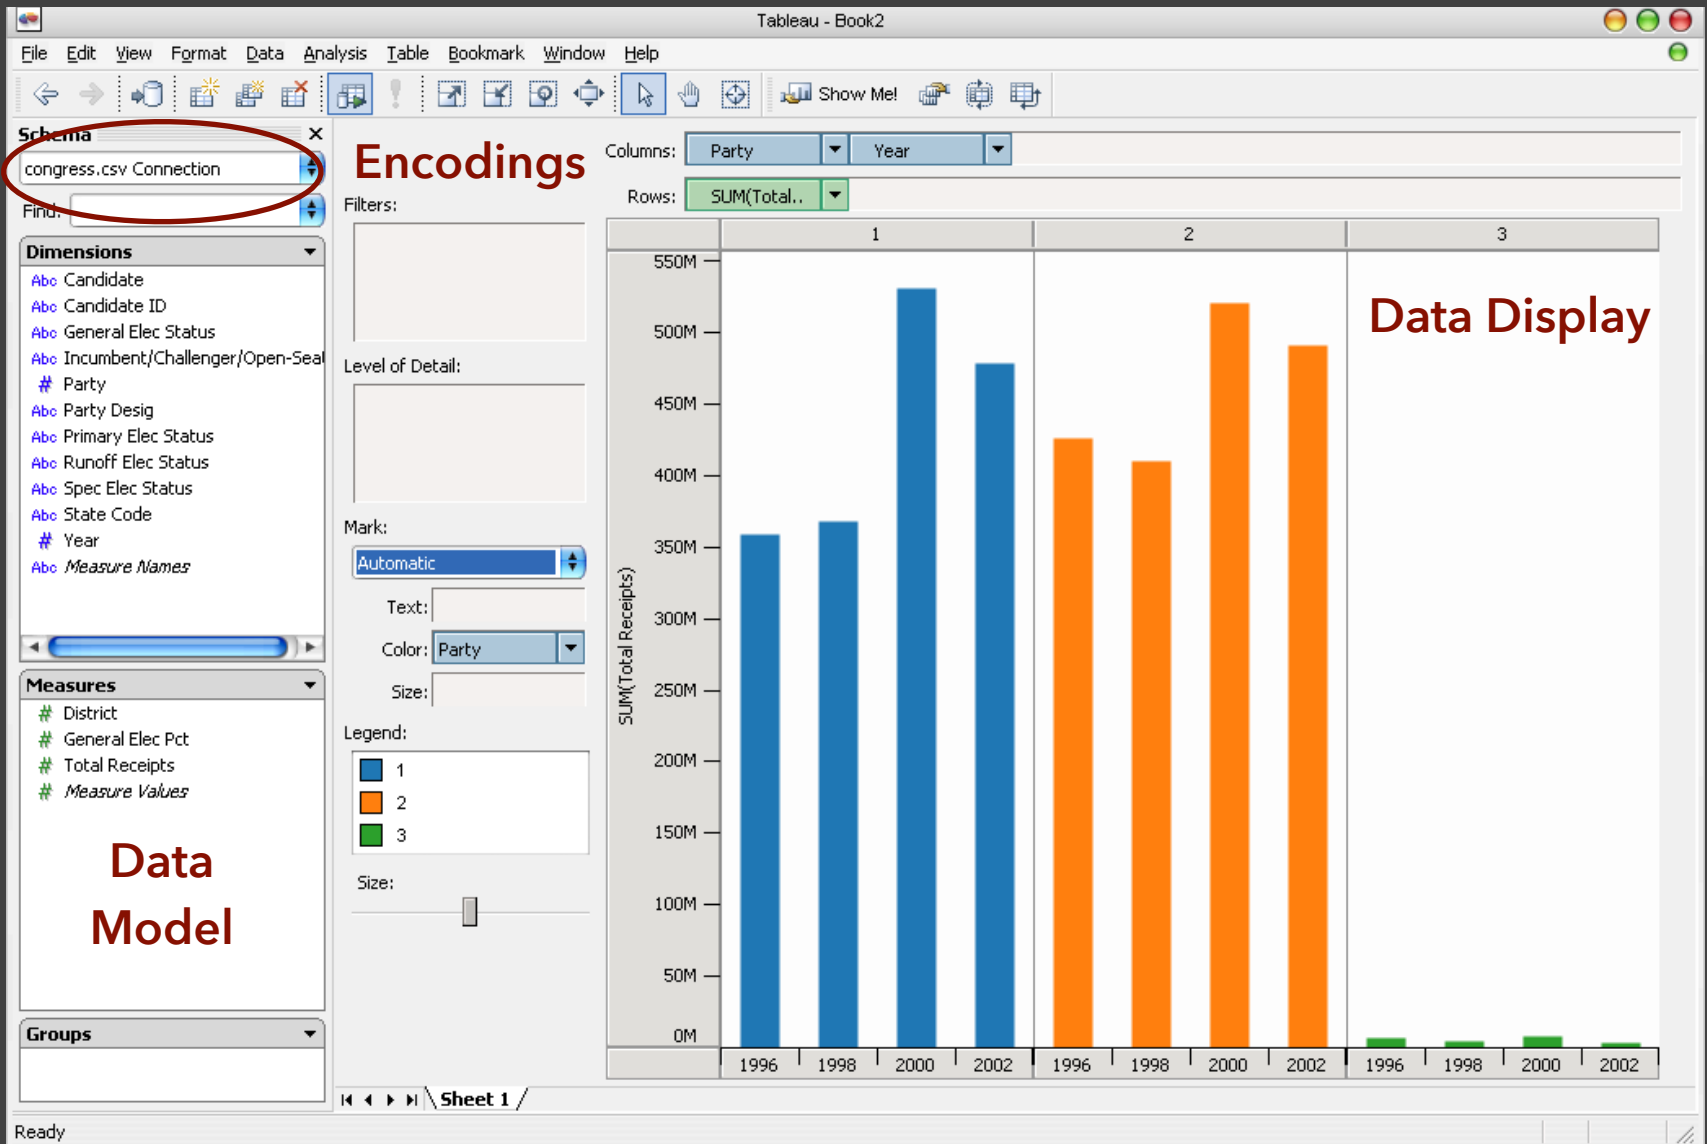 Tableau - Book2
File Edit View Format Data Analysis Table Bookmark Window Help
Show Me!
Schema
congress.csv Connection
Find:
Dimensions
Abc Candidate
Abc Candidate ID
Abc General Elec Status
Abc Incumbent/Challenger/Open-Seat
# Party
Abc Party Desig
Abc Primary Elec Status
Abc Runoff Elec Status
Abc Spec Elec Status
Abc State Code
# Year
Abc Measure Names
Measures
# District
# General Elec Pct
# Total Receipts
# Measure Values
Data
Model
Groups
Encodings
Filters:
Level of Detail:
Mark:
Automatic
Text:
Color: Party
Size:
Legend:
1
2
3
Size:
Columns: Party Year
Rows: SUM(Total..
1 2 3
Data Display
SUM(Total Receipts)
550M
500M
450M
400M
350M
300M
250M
200M
150M
100M
50M
0M
1996 1998 2000 2002 1996 1998 2000 2002 1996 1998 2000 2002
Sheet 1
Ready